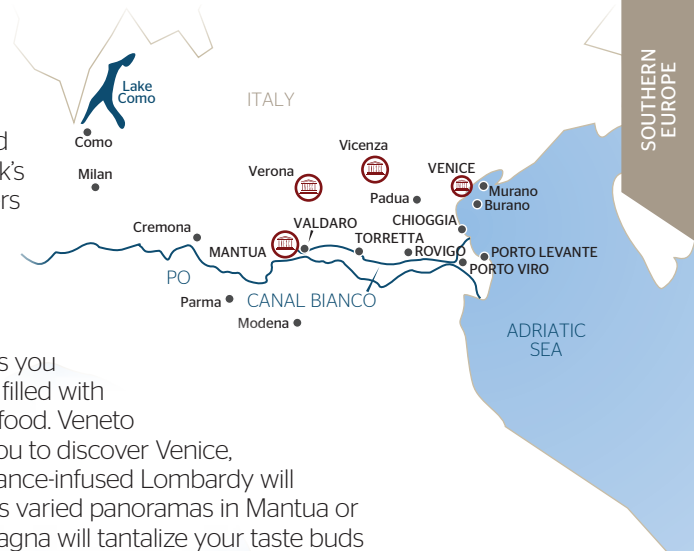 SOUTHERN
EUROPE
Lake
Como
ITALY
Como
Milan
Verona
Vicenza
VENICE
Murano
Burano
Padua
CHIOGGIA
Cremona
VALDARO
MANTUA
TORRETTA
ROVIGO
PORTO LEVANTE
PORTO VIRO
PO
CANAL BIANCO
Parma
Modena
ADRIATIC
SEA
d
k's
rs
s you
filled with
food. Veneto
ou to discover Venice,
ance-infused Lombardy will
s varied panoramas in Mantua or
agna will tantalize your taste buds